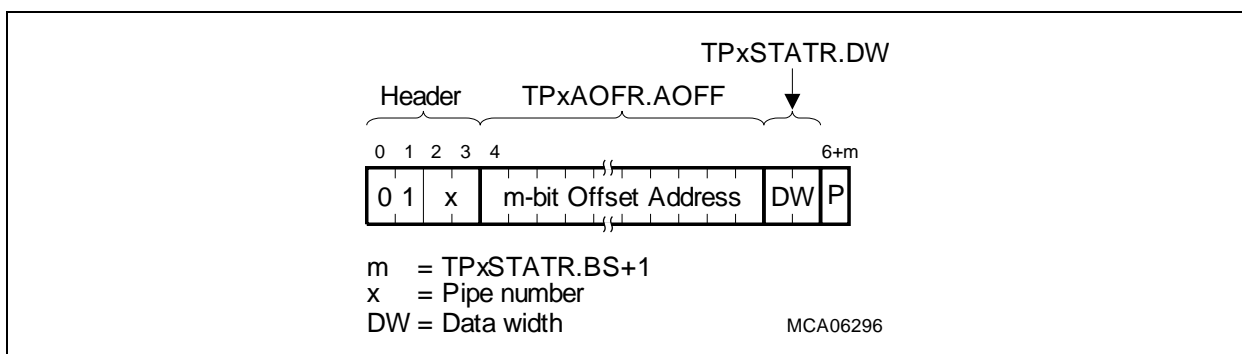 TPxSTATR.DW
Header TPxAOFR.AOFF
0 1 2 3 4 6+m
0 1 x m-bit Offset Address DW P
m = TPxSTATR.BS+1
x = Pipe number
DW = Data width MCA06296